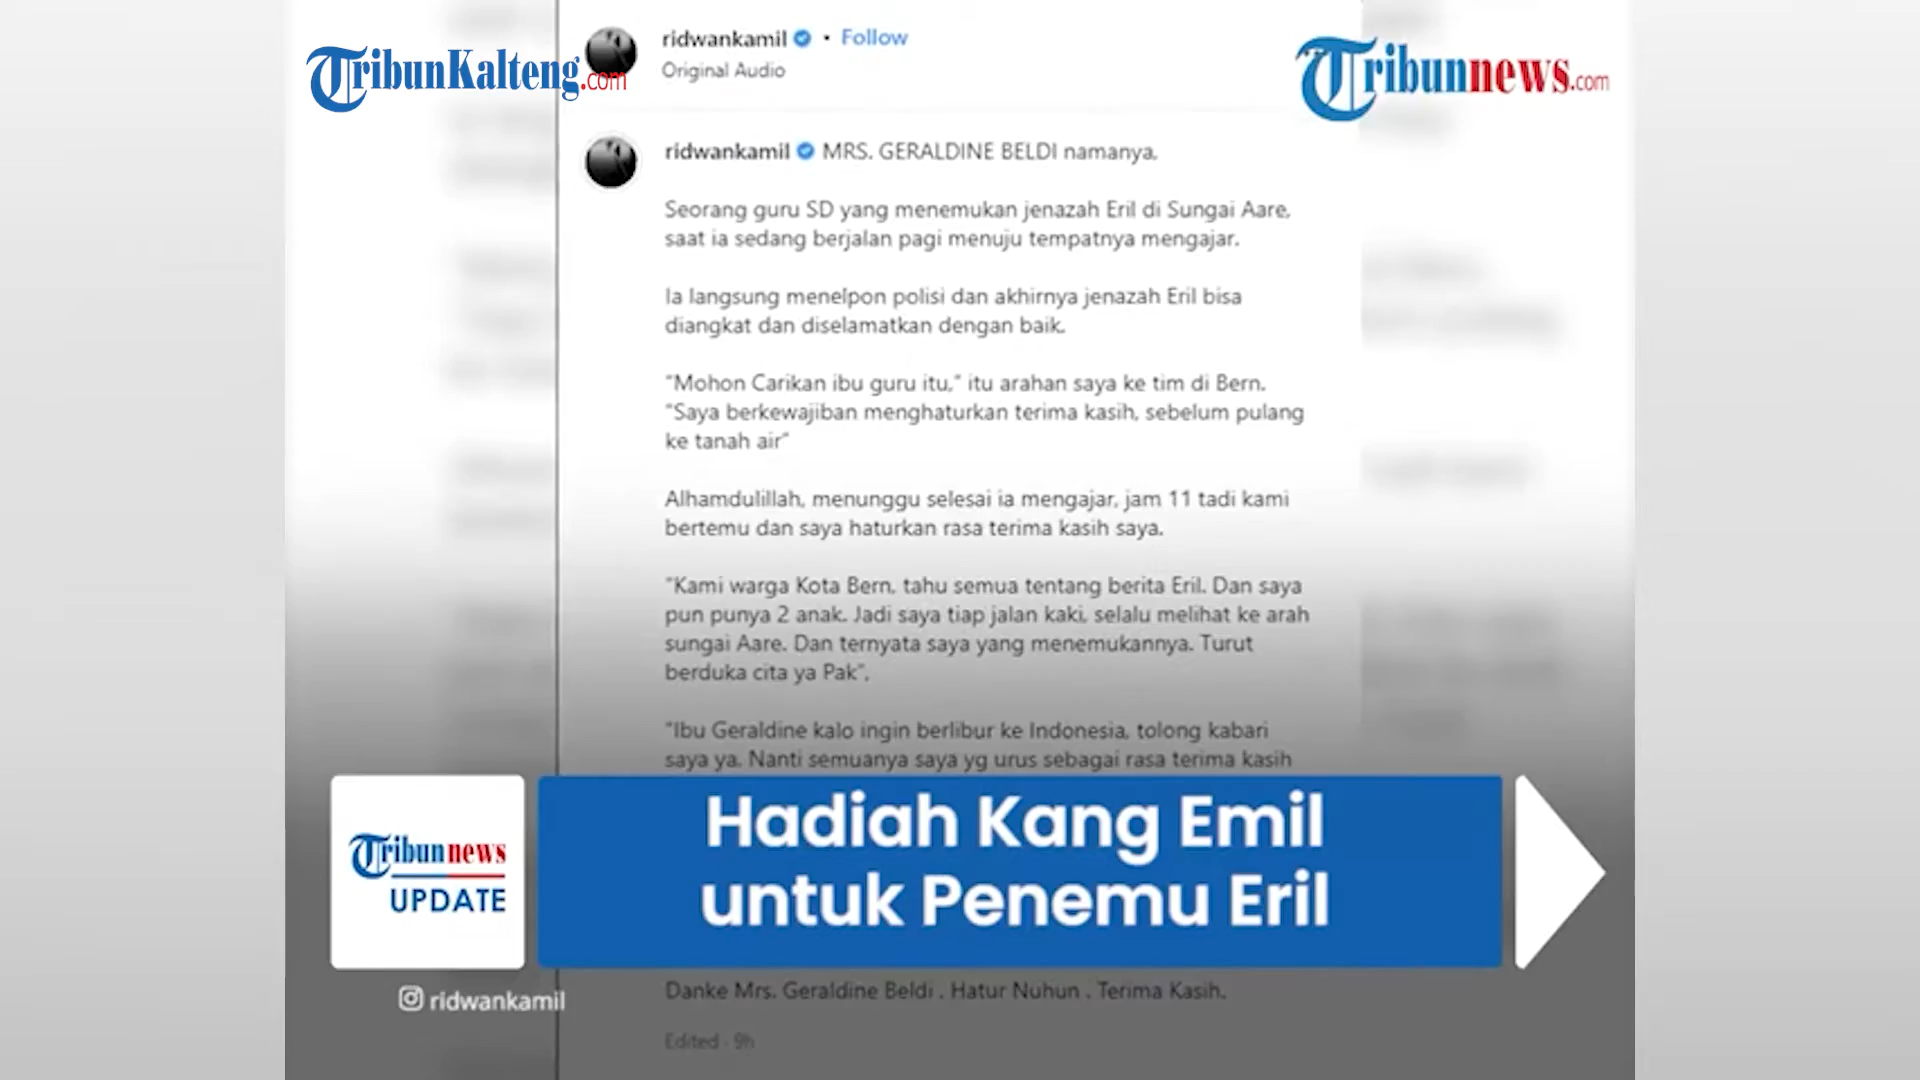 TribunKalteng.com
ridwankamil • Follow
Original Audio
Tribunnews.com
ridwankamil MRS. GERALDINE BELDI namanya,
Seorang guru SD yang menemukan jenazah Eril di Sungai Aare,
saat ia sedang berjalan pagi menuju tempatnya mengajar.
Ia langsung menelpon polisi dan akhirnya jenazah Eril bisa
diangkat dan diselamatkan dengan baik.
"Mohon Carikan ibu guru itu," itu arahan saya ke tim di Bern.
"Saya berkewajiban menghaturkan terima kasih, sebelum pulang
ke tanah air"
Alhamdulillah, menunggu selesai ia mengajar, jam 11 tadi kami
bertemu dan saya haturkan rasa terima kasih saya.
"Kami warga Kota Bern, tahu semua tentang berita Eril. Dan saya
pun punya 2 anak. Jadi saya tiap jalan kaki, selalu melihat ke arah
sungai Aare. Dan ternyata saya yang menemukannya. Turut
berduka cita ya Pak",
"Ibu Geraldine kalo ingin berlibur ke Indonesia, tolong kabari
saya ya. Nanti semuanya saya yg urus sebagai rasa terima kasih
Tribunnews
UPDATE
Hadiah Kang Emil
untuk Penemu Eril
ridwankamil
Danke Mrs. Geraldine Beldi . Hatur Nuhun . Terima Kasih.
Edited · 9h